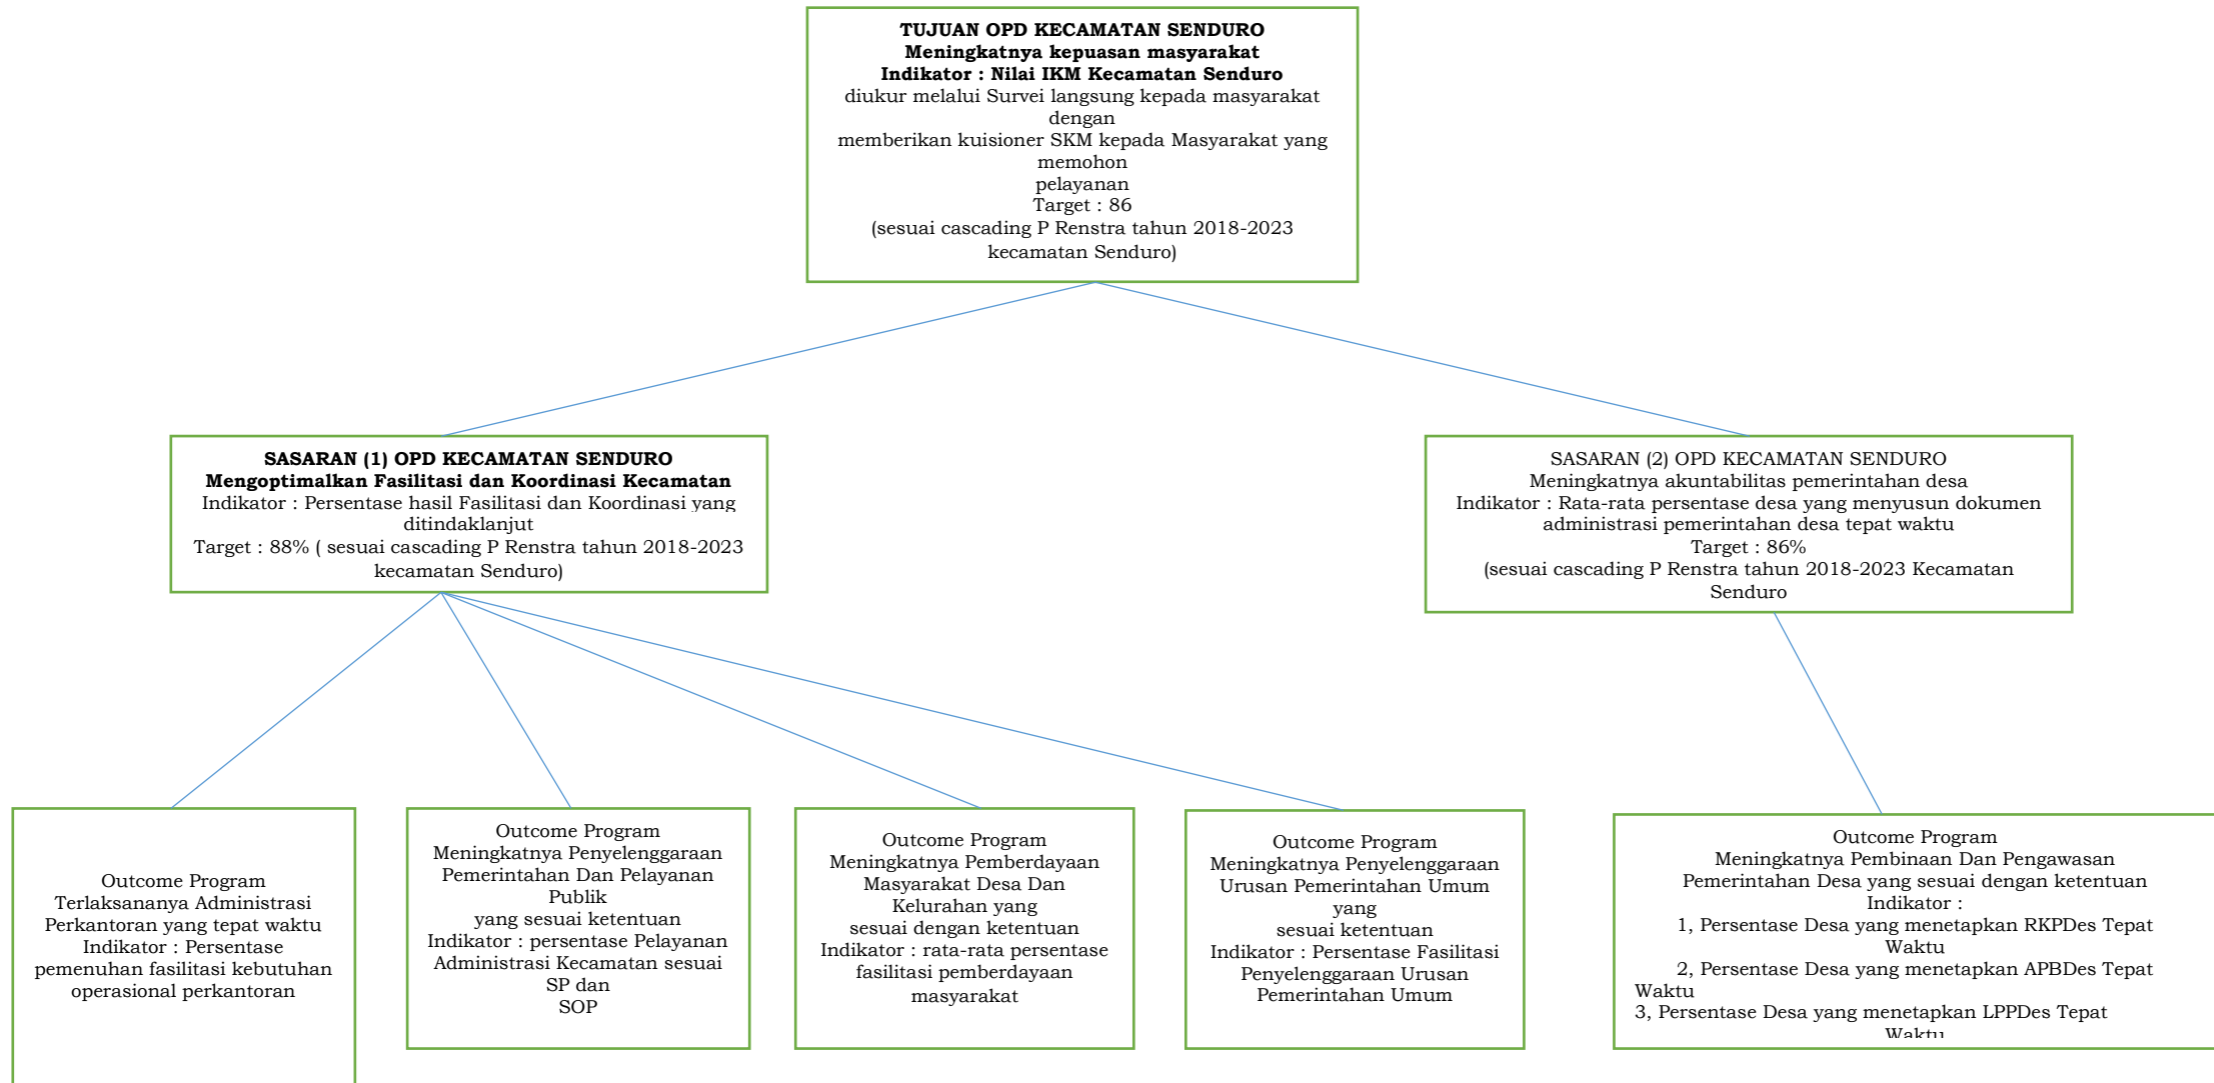 TUJUAN OPD KECAMATAN SENDURO
Meningkatnya kepuasan masyarakat
Indikator : Nilai IKM Kecamatan Senduro
diukur melalui Survei langsung kepada masyarakat
dengan
memberikan kuisioner SKM kepada Masyarakat yang
memohon
pelayanan
Target : 86
(sesuai cascading P Renstra tahun 2018-2023
kecamatan Senduro)
SASARAN (1) OPD KECAMATAN SENDURO
Mengoptimalkan Fasilitasi dan Koordinasi Kecamatan
Indikator : Persentase hasil Fasilitasi dan Koordinasi yang
ditindaklanjut
Target : 88% ( sesuai cascading P Renstra tahun 2018-2023
kecamatan Senduro)
SASARAN (2) OPD KECAMATAN SENDURO
Meningkatnya akuntabilitas pemerintahan desa
Indikator : Rata-rata persentase desa yang menyusun dokumen
administrasi pemerintahan desa tepat waktu
Target : 86%
(sesuai cascading P Renstra tahun 2018-2023 Kecamatan
Senduro
Outcome Program
Terlaksananya Administrasi
Perkantoran yang tepat waktu
Indikator : Persentase
pemenuhan fasilitasi kebutuhan
operasional perkantoran
Outcome Program
Meningkatnya Penyelenggaraan
Pemerintahan Dan Pelayanan
Publik
yang sesuai ketentuan
Indikator : persentase Pelayanan
Administrasi Kecamatan sesuai
SP dan
SOP
Outcome Program
Meningkatnya Pemberdayaan
Masyarakat Desa Dan
Kelurahan yang
sesuai dengan ketentuan
Indikator : rata-rata persentase
fasilitasi pemberdayaan
masyarakat
Outcome Program
Meningkatnya Penyelenggaraan
Urusan Pemerintahan Umum
yang
sesuai ketentuan
Indikator : Persentase Fasilitasi
Penyelenggaraan Urusan
Pemerintahan Umum
Outcome Program
Meningkatnya Pembinaan Dan Pengawasan
Pemerintahan Desa yang sesuai dengan ketentuan
Indikator :
1, Persentase Desa yang menetapkan RKPDes Tepat
Waktu
2, Persentase Desa yang menetapkan APBDes Tepat
Waktu
3, Persentase Desa yang menetapkan LPPDes Tepat
Waktu